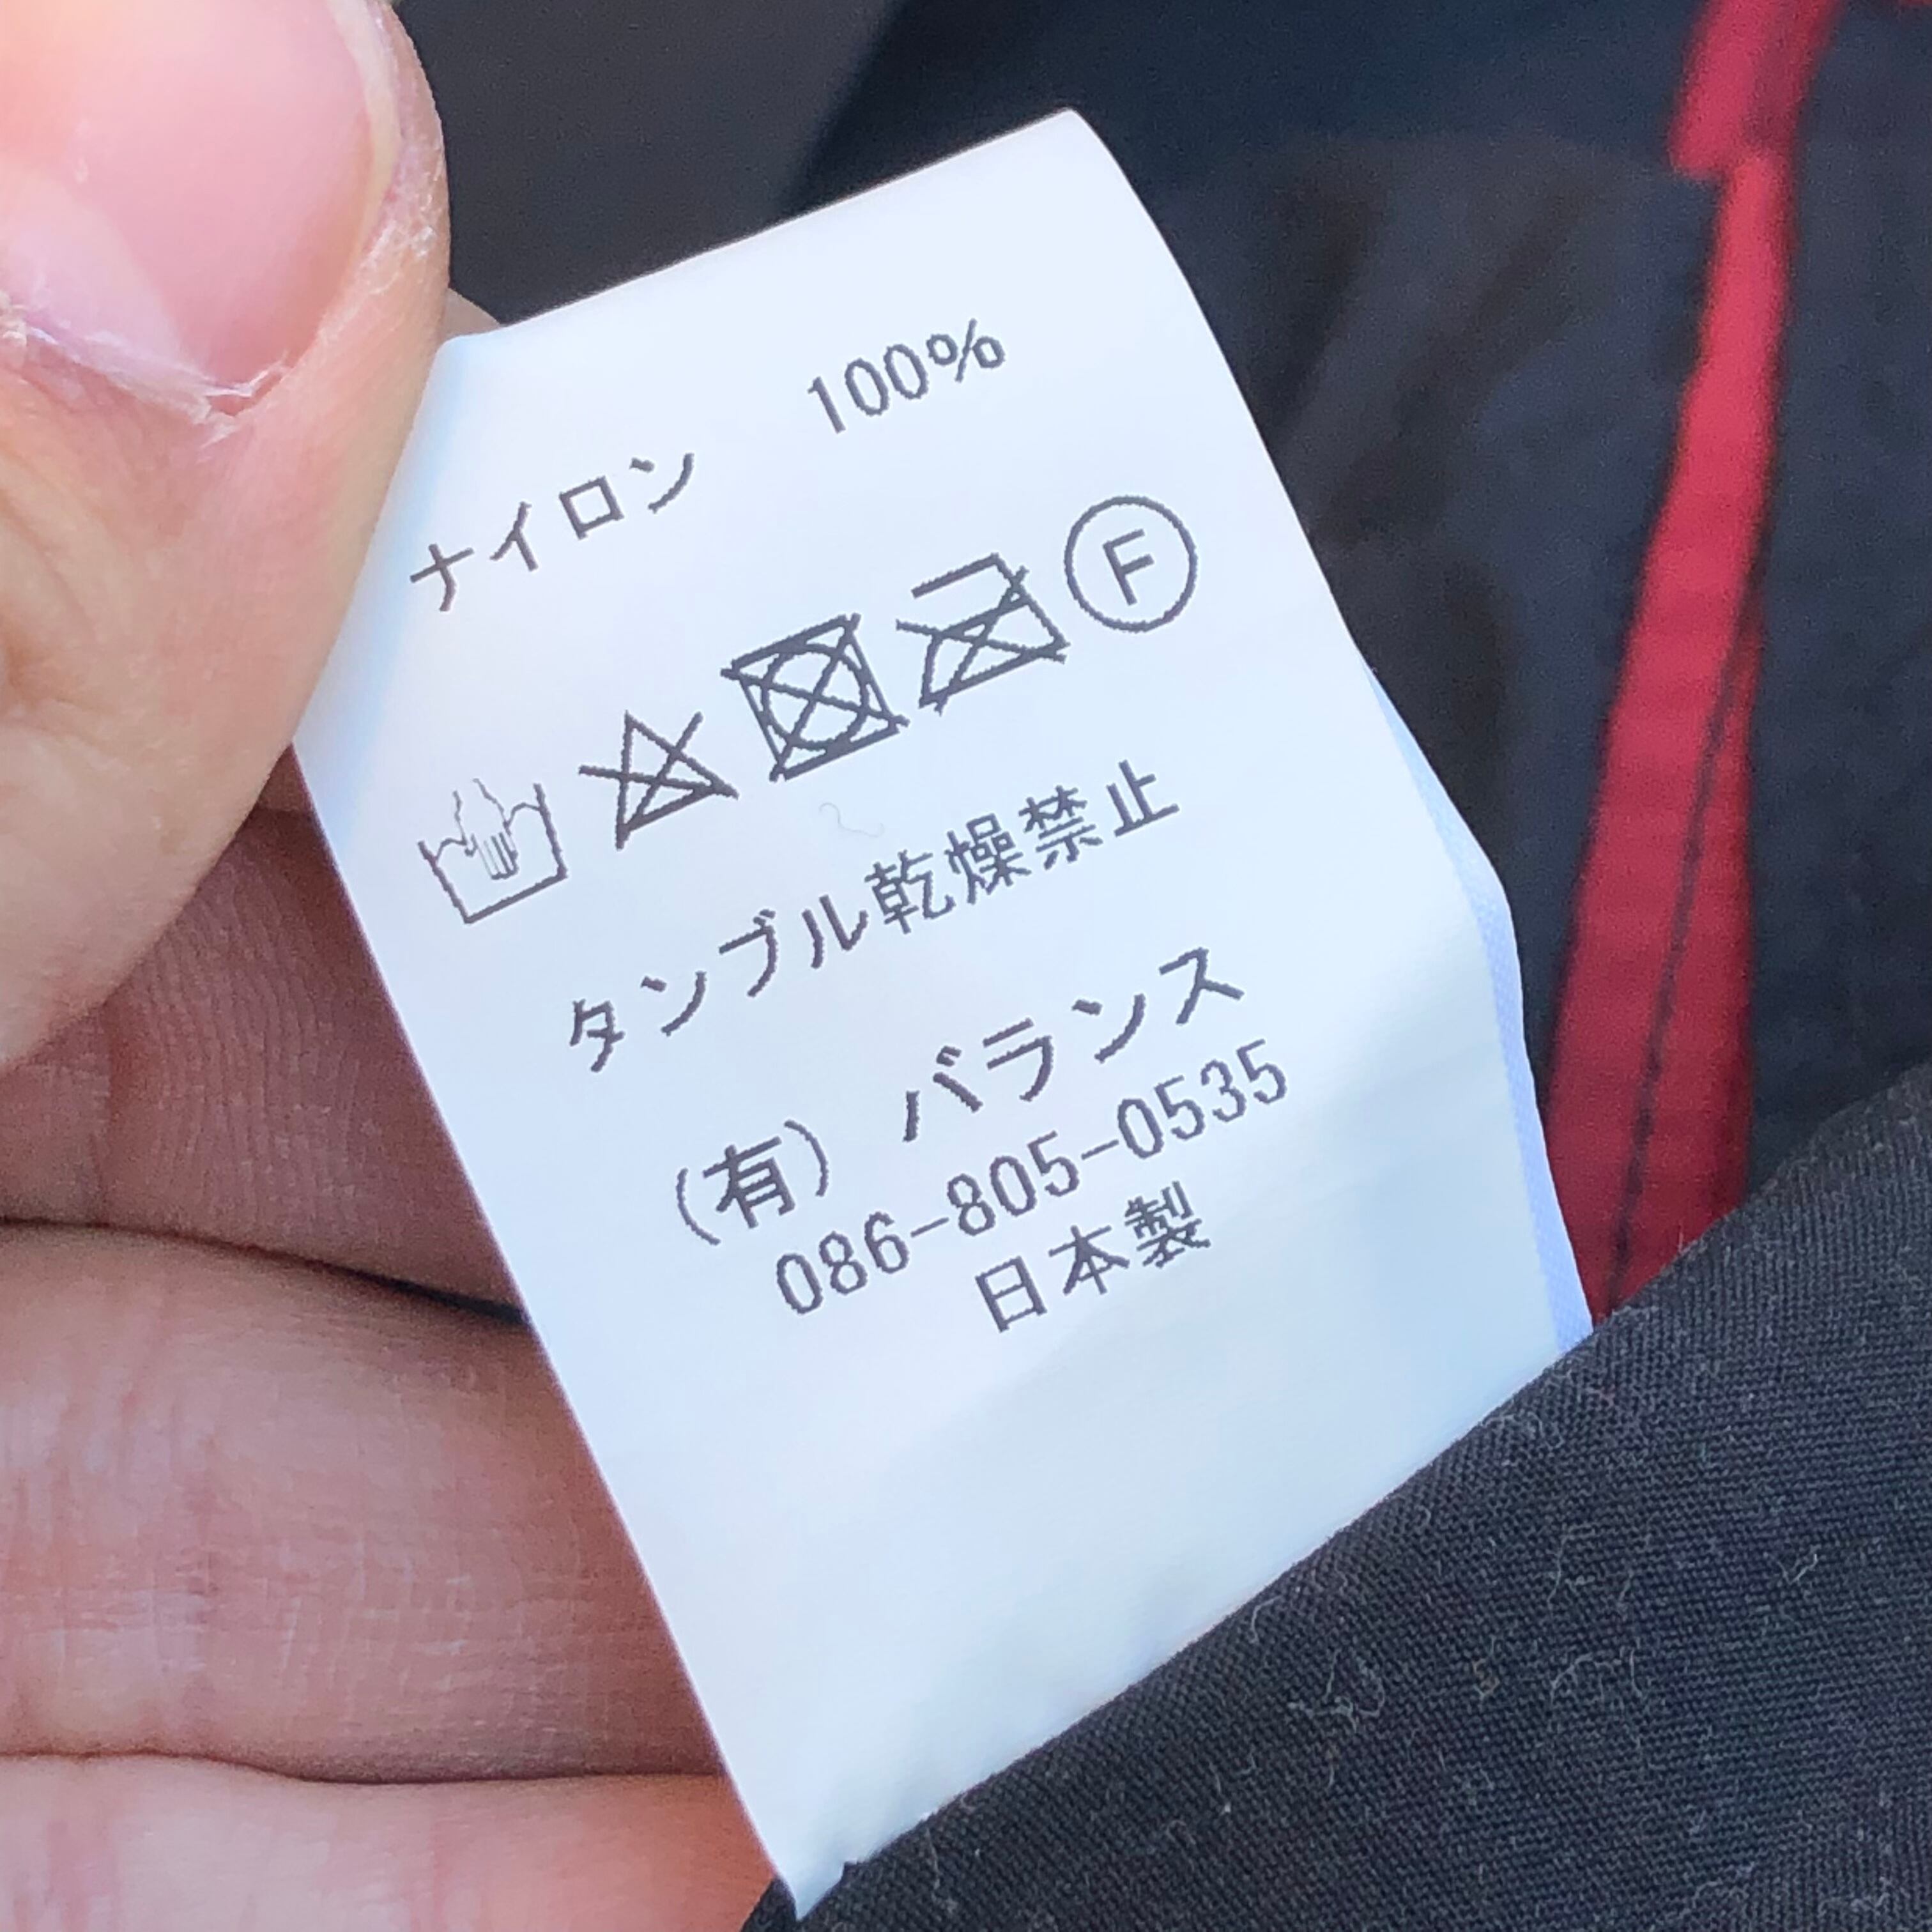 ナイロン 100%
F
タンブル乾燥禁止
(有) バランス
086-805-0535
日本製